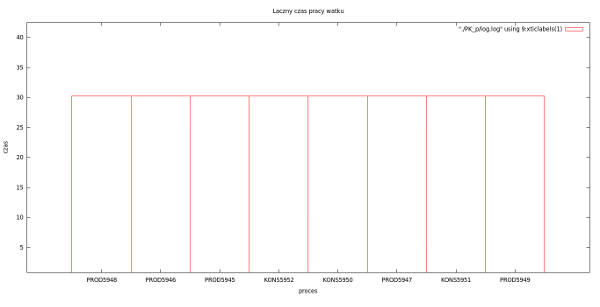 Laczny czas pracy watku
"./PK_p/log.log" using 9:xticlabels(1)
40
35
30
25
20
15
10
5
czas
PROD5948 PROD5946 PROD5945 KONS5952 KONS5950 PROD5947 KONS5951 PROD5949
proces